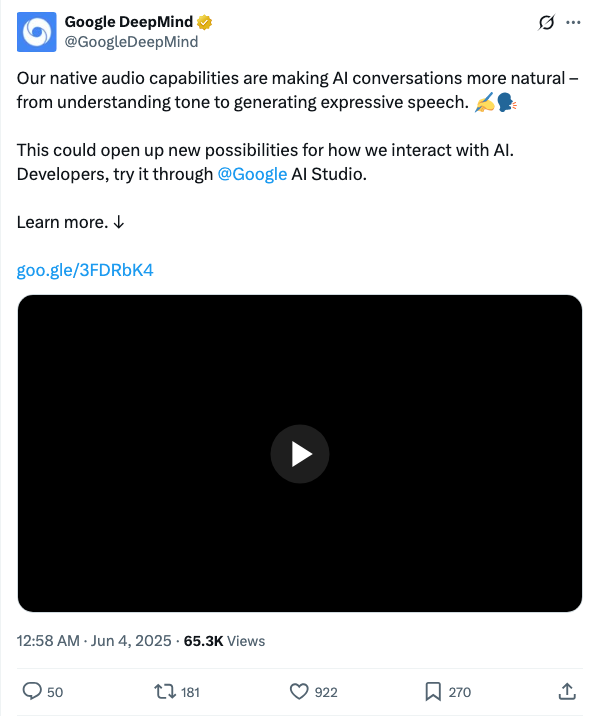 Google DeepMind
@GoogleDeepMind
Our native audio capabilities are making AI conversations more natural –
from understanding tone to generating expressive speech. ✍️🗣️
This could open up new possibilities for how we interact with AI.
Developers, try it through @Google AI Studio.
Learn more. ↓
goo.gle/3FDRbK4
12:58 AM · Jun 4, 2025 · 65.3K Views
50 181 922 270